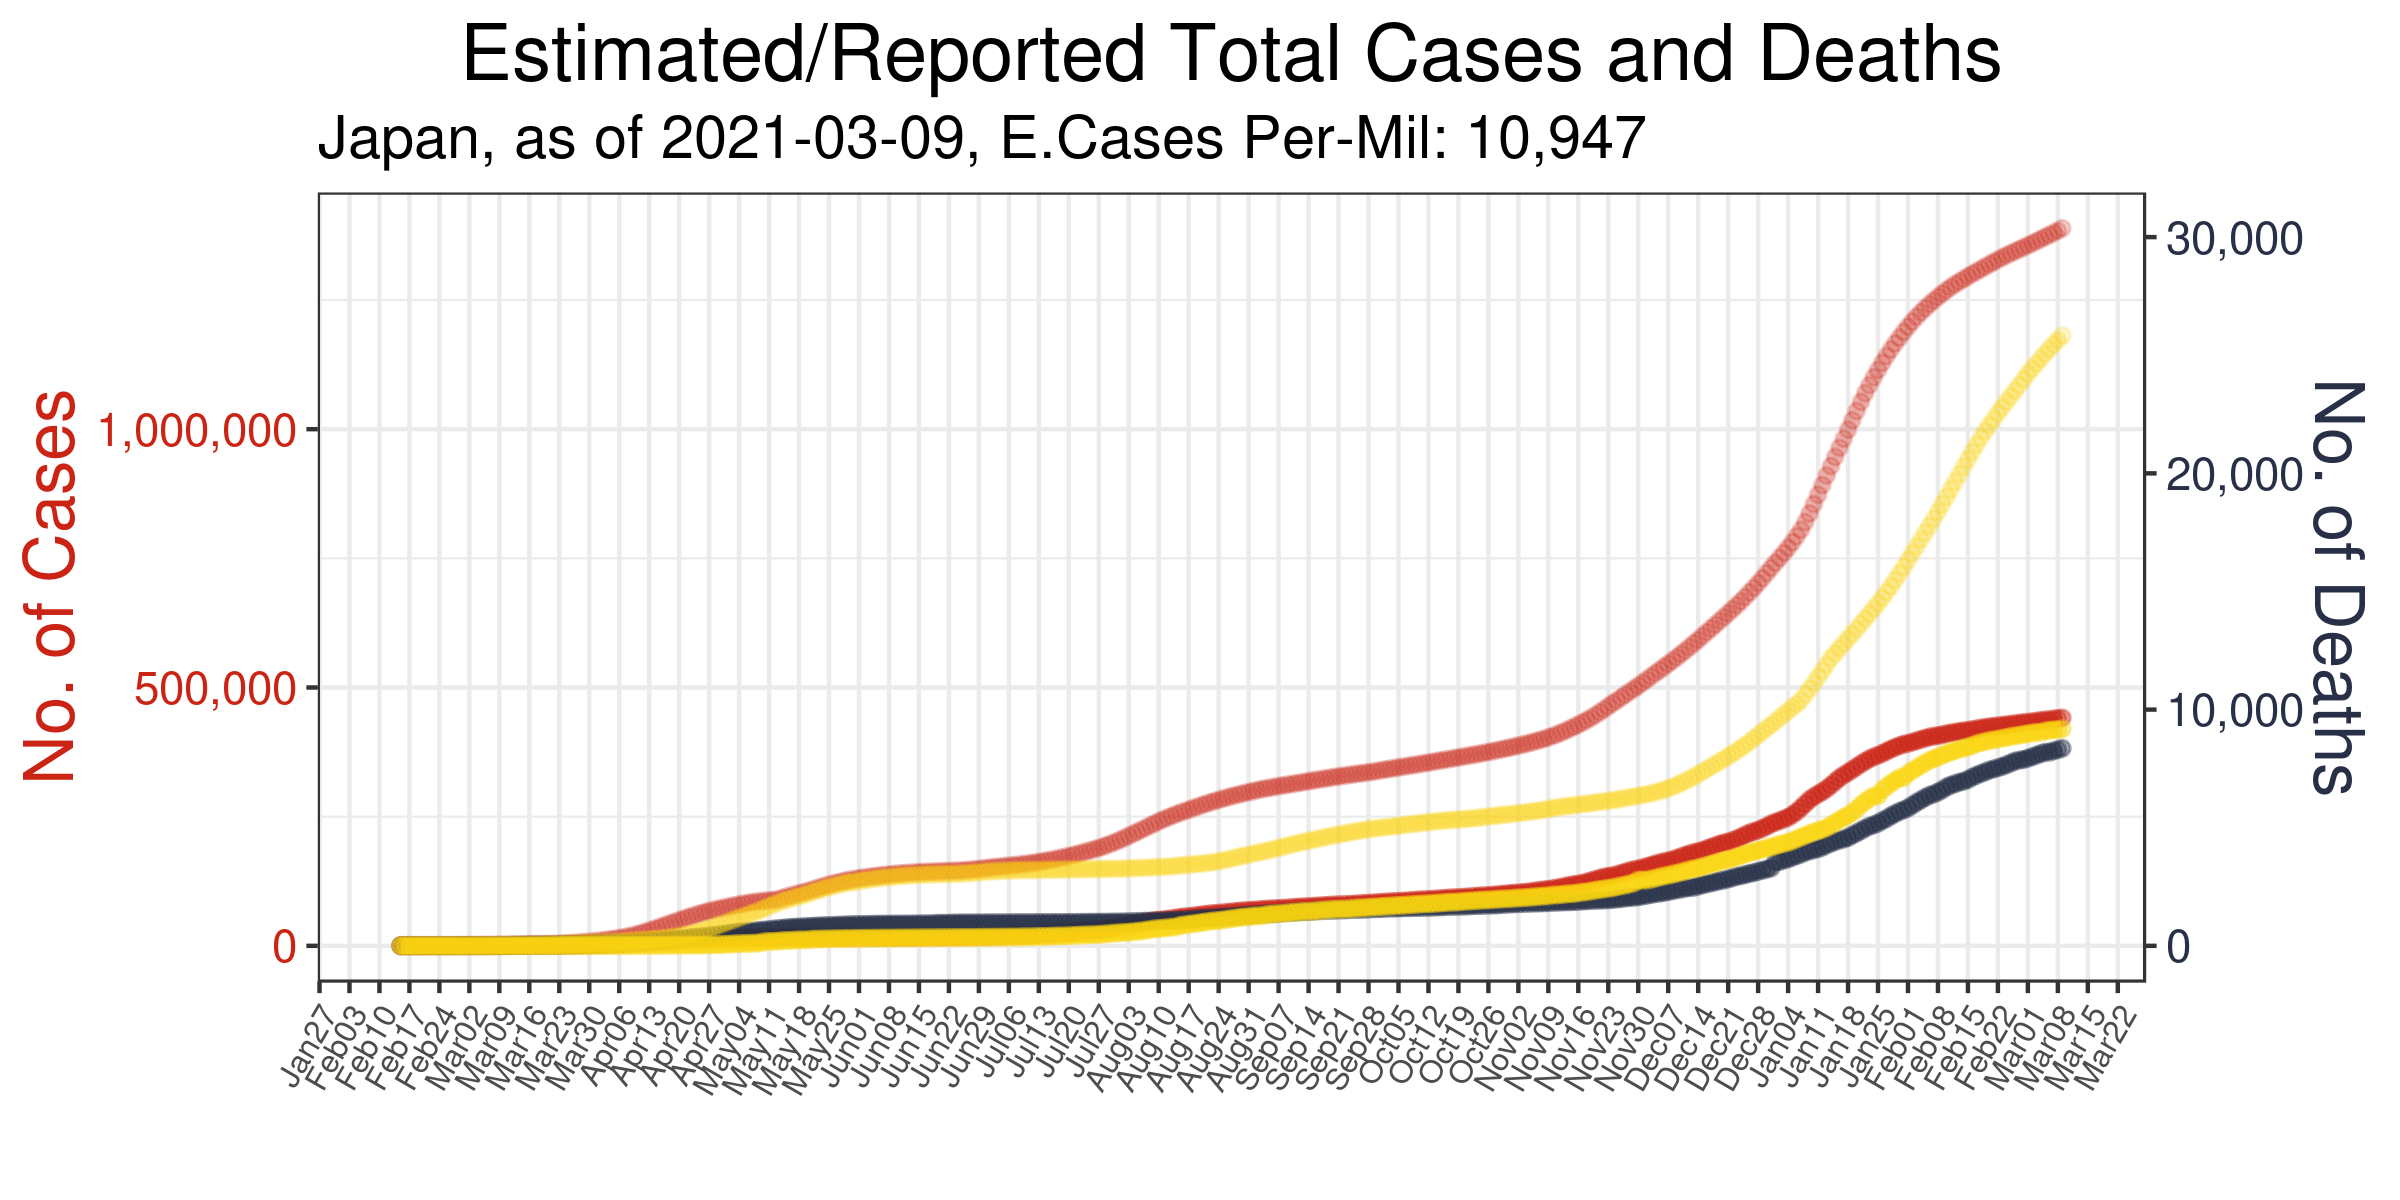 Estimated/Reported Total Cases and Deaths
Japan, as of 2021-03-09, E.Cases Per-Mil: 10,947
No. of Cases
1,000,000
500,000
0
30,000
20,000
10,000
0
No. of Deaths
Jan27
Feb03
Feb10
Feb17
Feb24
Mar02
Mar09
Mar16
Mar23
Mar30
Apr06
Apr13
Apr20
Apr27
May04
May11
May18
May25
Jun01
Jun08
Jun15
Jun22
Jun29
Jul06
Jul13
Jul20
Jul27
Aug03
Aug10
Aug17
Aug24
Aug31
Sep07
Sep14
Sep21
Sep28
Oct05
Oct12
Oct19
Oct26
Nov02
Nov09
Nov16
Nov23
Nov30
Dec07
Dec14
Dec21
Dec28
Jan04
Jan11
Jan18
Jan25
Feb01
Feb08
Feb15
Feb22
Mar01
Mar08
Mar15
Mar22